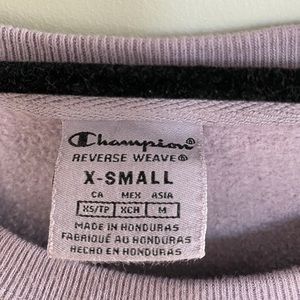 Champion®
REVERSE WEAVE®
X-SMALL
CA MEX ASIA
XS/TP XCH M
MADE IN HONDURAS
FABRIQUÉ AU HONDURAS
HECHO EN HONDURAS